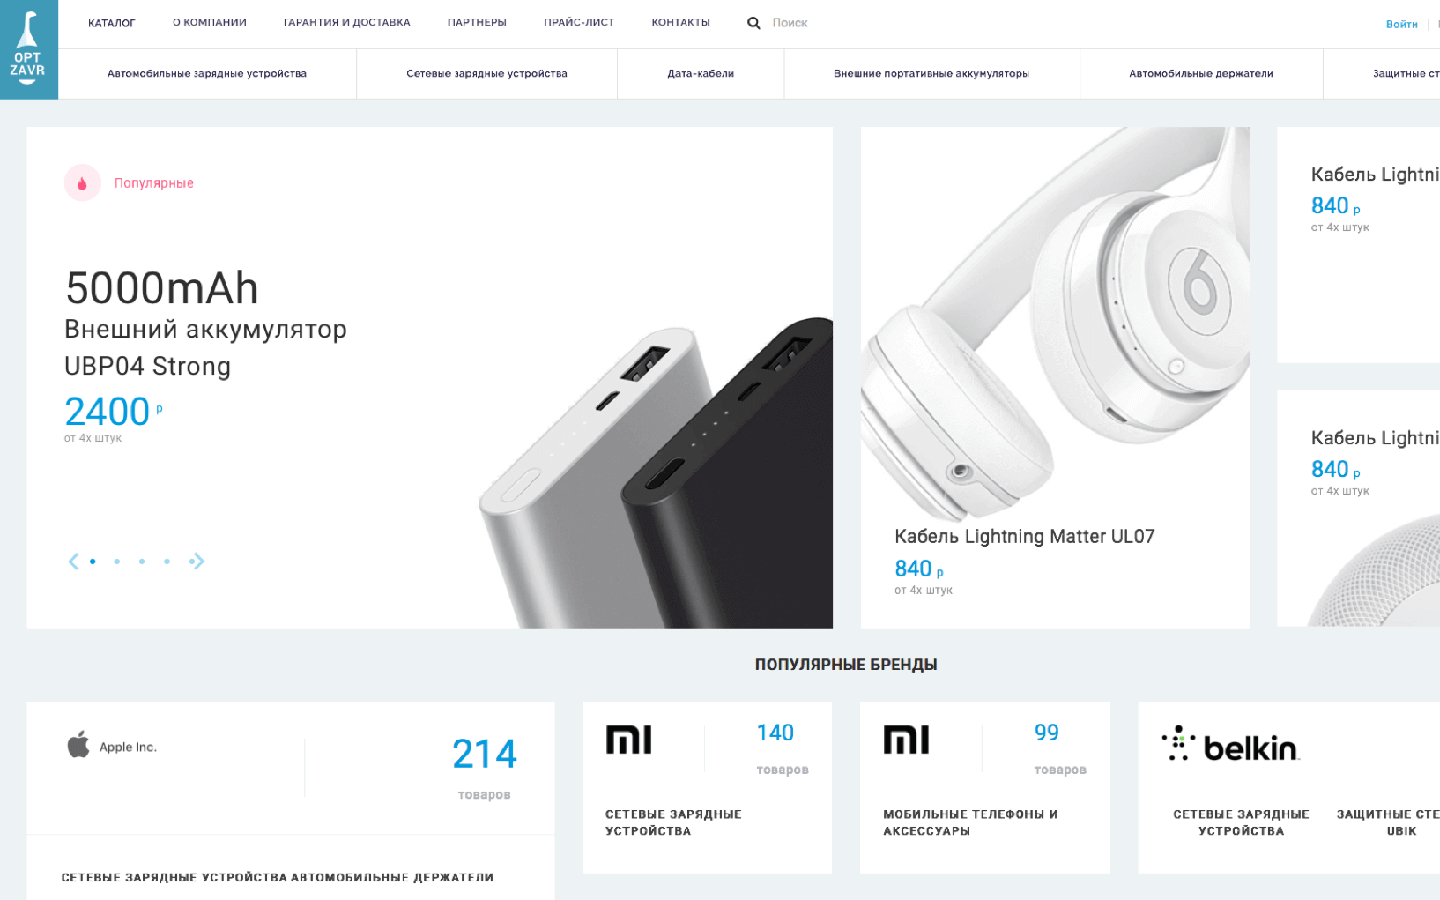 КАТАЛОГ
О КОМПАНИИ
ГАРАНТИЯ И ДОСТАВКА
ПАРТНЕРЫ
ПРАЙС-ЛИСТ
КОНТАКТЫ
Поиск
Войти
OPT
ZAVR
Автомобильные зарядные устройства
Сетевые зарядные устройства
Дата-кабели
Внешние портативные аккумуляторы
Автомобильные держатели
Защитные ст
Популярные
5000mAh
Внешний аккумулятор
UBP04 Strong
2400 р
от 4х штук
Кабель Lightning Matter UL07
840 р
от 4х штук
Кабель Lightni
840 р
от 4х штук
Кабель Lightni
840 р
от 4х штук
ПОПУЛЯРНЫЕ БРЕНДЫ
Apple Inc.
214
товаров
СЕТЕВЫЕ ЗАРЯДНЫЕ УСТРОЙСТВА АВТОМОБИЛЬНЫЕ ДЕРЖАТЕЛИ
MI
140
товаров
СЕТЕВЫЕ ЗАРЯДНЫЕ
УСТРОЙСТВА
MI
99
товаров
МОБИЛЬНЫЕ ТЕЛЕФОНЫ И
АКСЕССУАРЫ
belkin
СЕТЕВЫЕ ЗАРЯДНЫЕ
УСТРОЙСТВА
ЗАЩИТНЫЕ СТЕ
UBIK